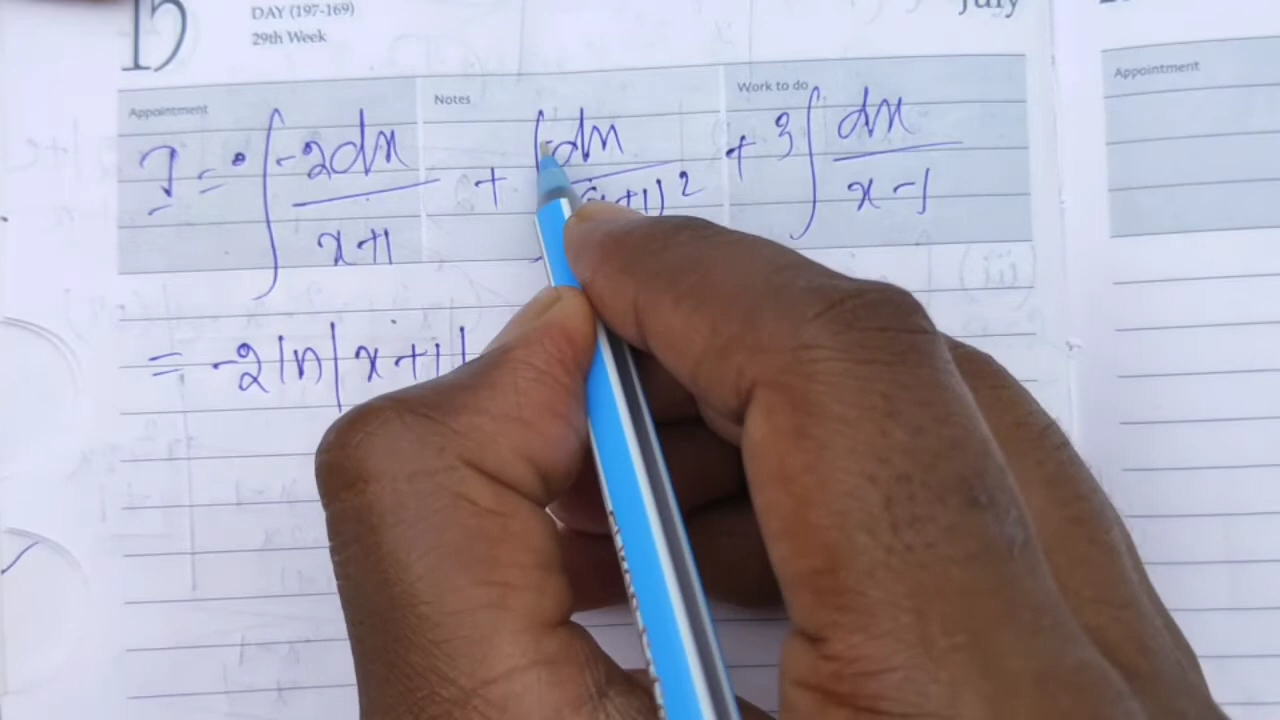 15
DAY (197-169)
29th Week
July
Appointment Notes Work to do Appointment
I = ∫ -2dx/x+1 + ∫ dx/(x+1)² + 3∫ dx/x-1
= -2 ln|x+1|